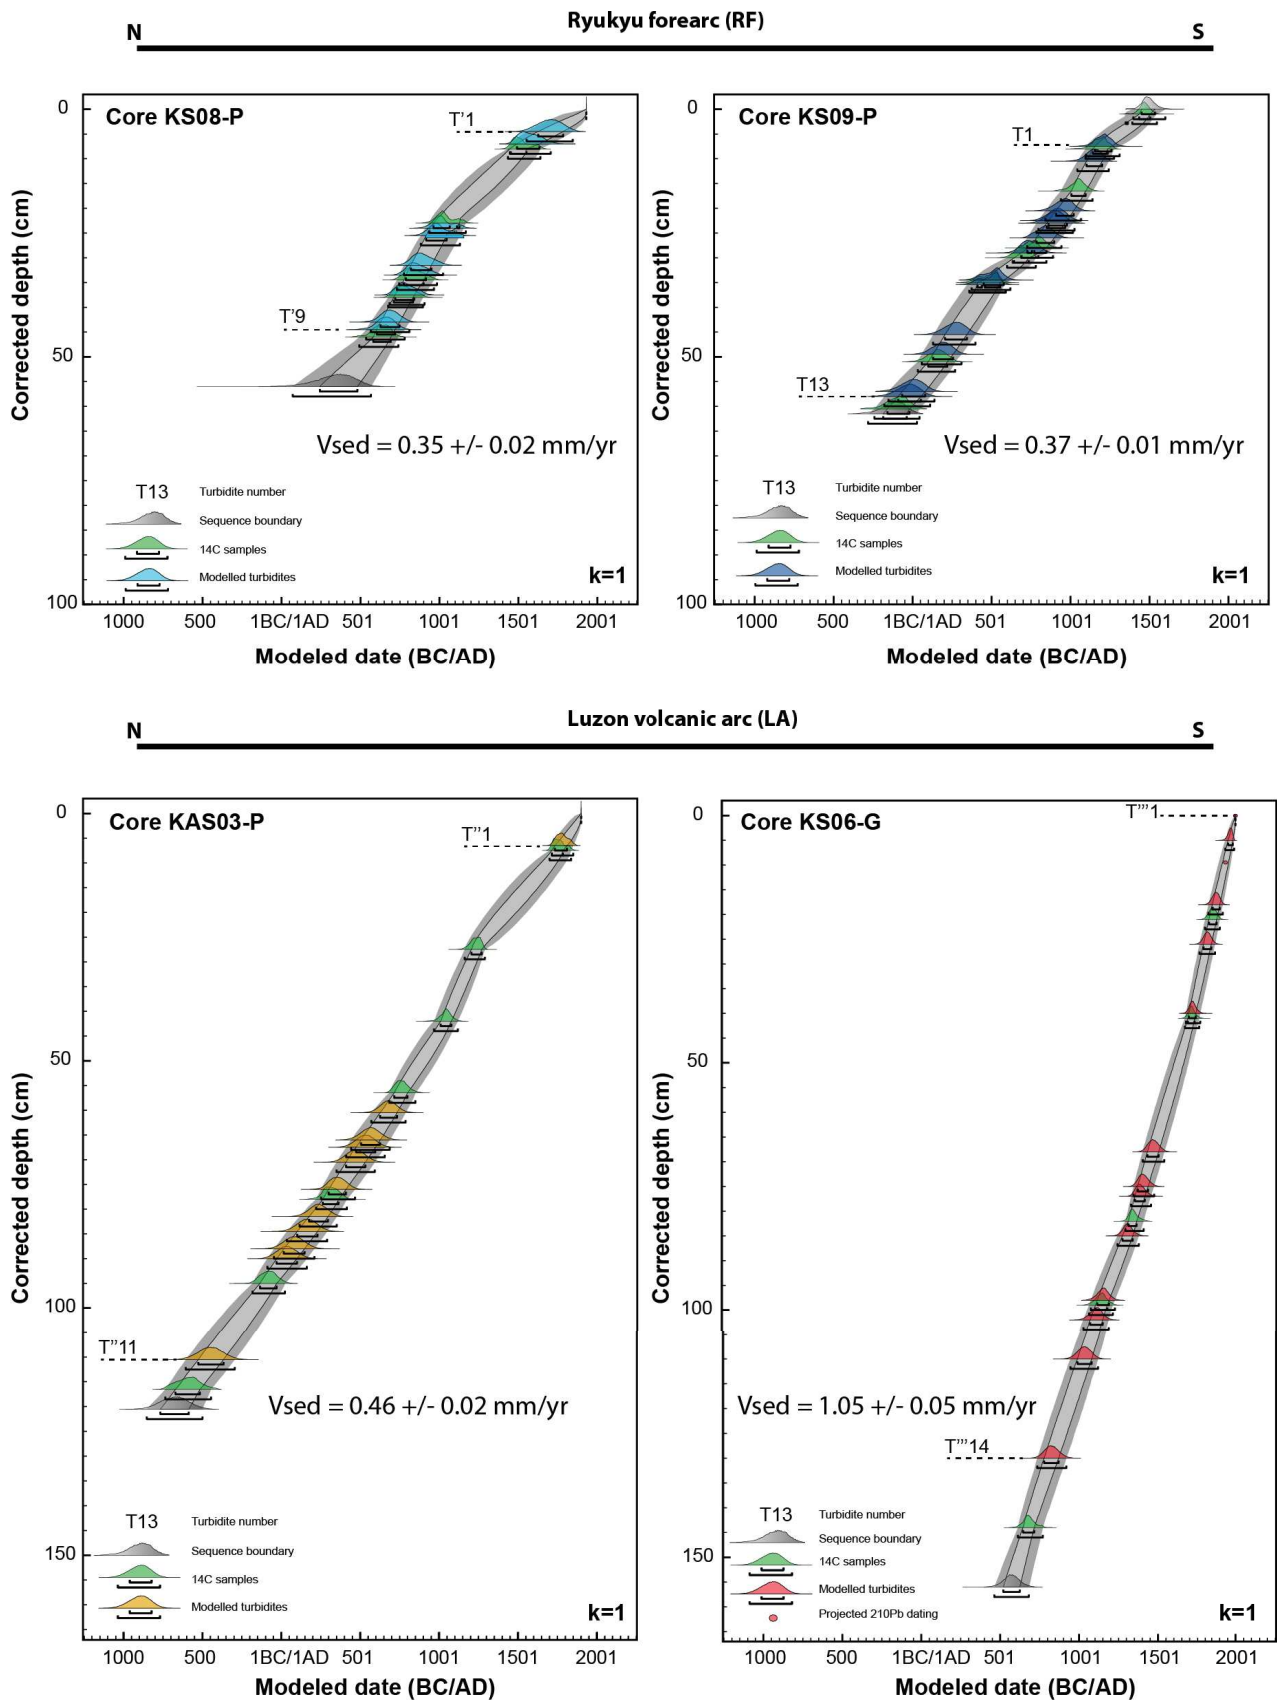 Ryukyu forearc (RF)
N
S
Core KS08-P
T'1
T'9
0
50
100
Corrected depth (cm)
Vsed = 0.35 +/- 0.02 mm/yr
T13 Turbidite number
Sequence boundary
14C samples
Modelled turbidites
k=1
1000 500 1BC/1AD 501 1001 1501 2001
Modeled date (BC/AD)
Core KS09-P
T1
T13
0
50
100
Corrected depth (cm)
Vsed = 0.37 +/- 0.01 mm/yr
T13 Turbidite number
Sequence boundary
14C samples
Modelled turbidites
k=1
1000 500 1BC/1AD 501 1001 1501 2001
Modeled date (BC/AD)
Luzon volcanic arc (LA)
N
S
Core KAS03-P
T''1
T''11
0
50
100
150
Corrected depth (cm)
Vsed = 0.46 +/- 0.02 mm/yr
T13 Turbidite number
Sequence boundary
14C samples
Modelled turbidites
k=1
1000 500 1BC/1AD 501 1001 1501 2001
Modeled date (BC/AD)
Core KS06-G
T'''1
T'''14
0
50
100
150
Corrected depth (cm)
Vsed = 1.05 +/- 0.05 mm/yr
T13 Turbidite number
Sequence boundary
14C samples
Modelled turbidites
Projected 210Pb dating
k=1
1000 500 1BC/1AD 501 1001 1501 2001
Modeled date (BC/AD)